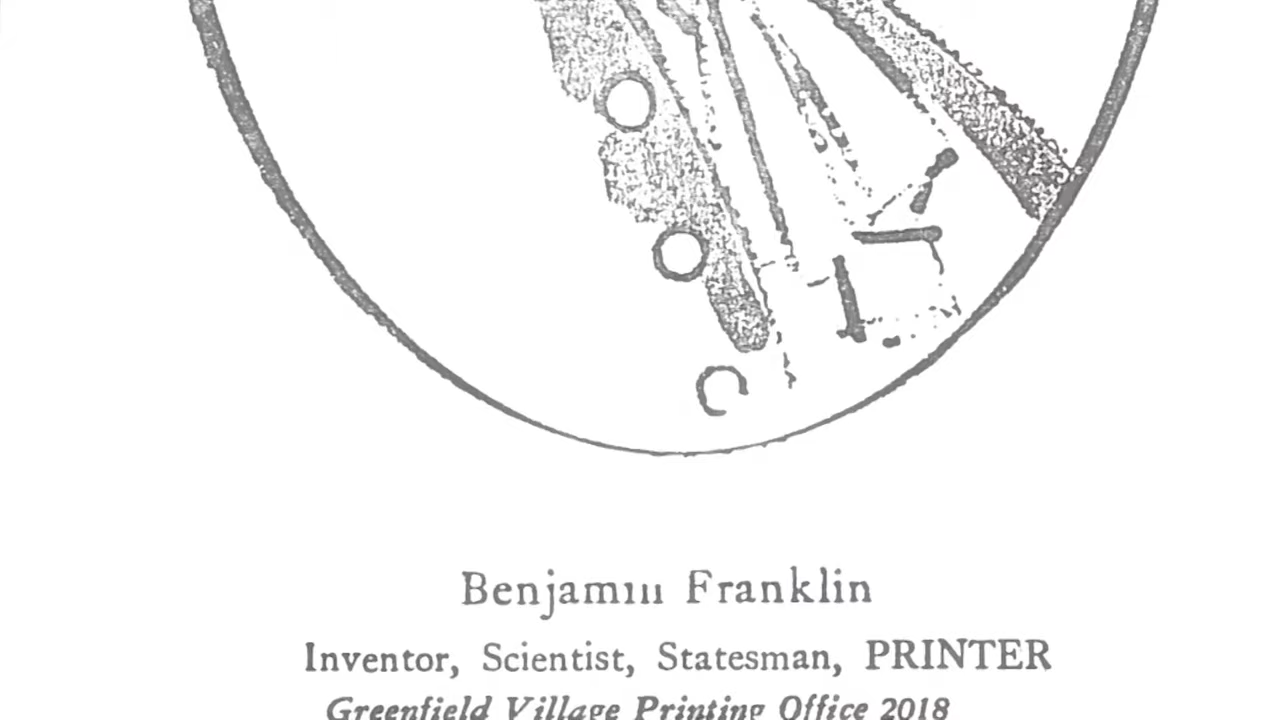 Benjamin Franklin
Inventor, Scientist, Statesman, PRINTER
Greenfield Village Printing Office 2018